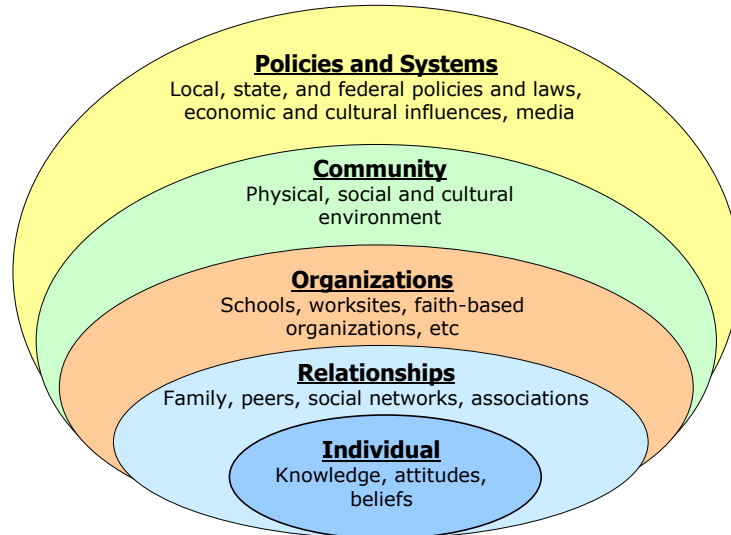 Policies and Systems
Local, state, and federal policies and laws,
economic and cultural influences, media
Community
Physical, social and cultural
environment
Organizations
Schools, worksites, faith-based
organizations, etc
Relationships
Family, peers, social networks, associations
Individual
Knowledge, attitudes,
beliefs